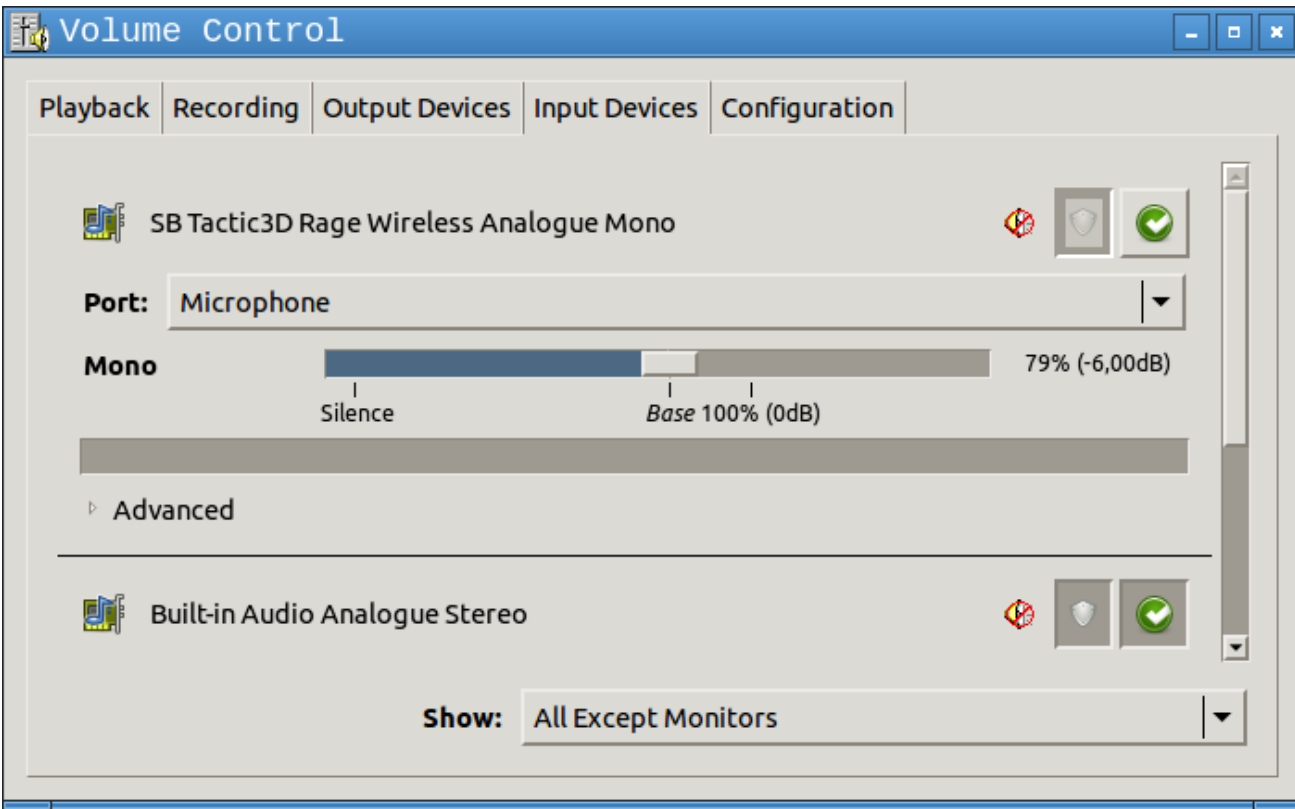 Volume Control
Playback Recording Output Devices Input Devices Configuration
SB Tactic3D Rage Wireless Analogue Mono
Port: Microphone
Mono 79% (-6,00dB)
Silence Base 100% (0dB)
Advanced
Built-in Audio Analogue Stereo
Show: All Except Monitors